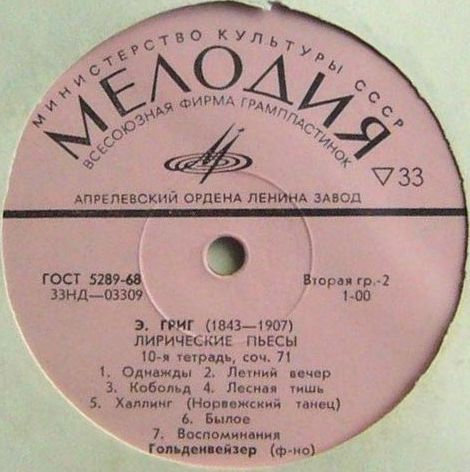 МИНИСТЕРСТВО КУЛЬТУРЫ СССР
МЕЛОДИЯ
ВСЕСОЮЗНАЯ ФИРМА ГРАМПЛАСТИНОК
33
АПРЕЛЕВСКИЙ ОРДЕНА ЛЕНИНА ЗАВОД
ГОСТ 5289-68
33НД—03309
Вторая гр.-2
1-00
Э. ГРИГ (1843—1907)
ЛИРИЧЕСКИЕ ПЬЕСЫ
10-я тетрадь, соч. 71
1. Однажды 2. Летний вечер
3. Кобольд 4. Лесная тишь
5. Халлинг (Норвежский танец)
6. Былое
7. Воспоминания
Гольденвейзер (ф-но)